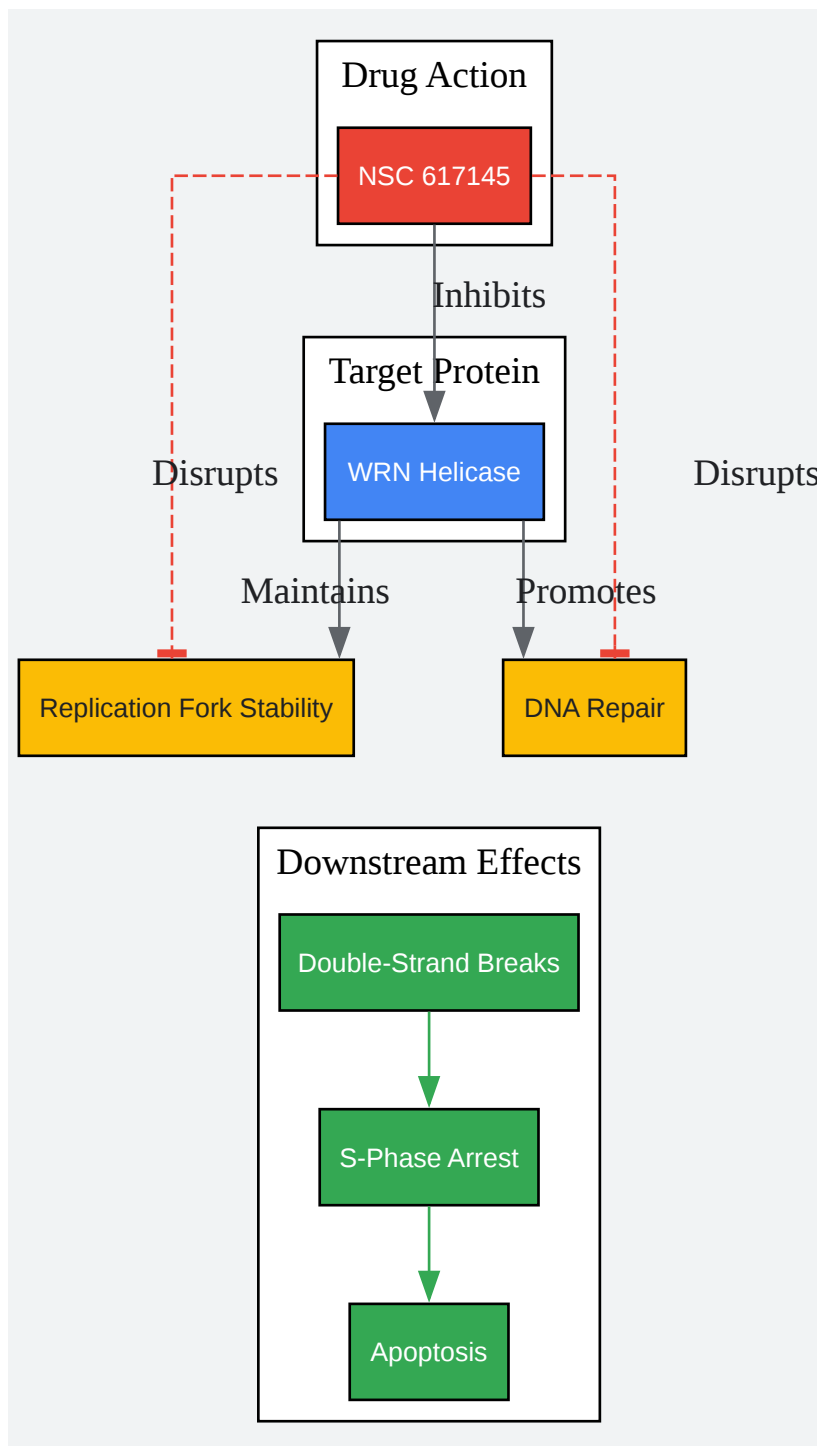 Drug Action
NSC 617145
Inhibits
Target Protein
WRN Helicase
Disrupts
Disrupts
Maintains
Promotes
Replication Fork Stability
DNA Repair
Downstream Effects
Double-Strand Breaks
S-Phase Arrest
Apoptosis